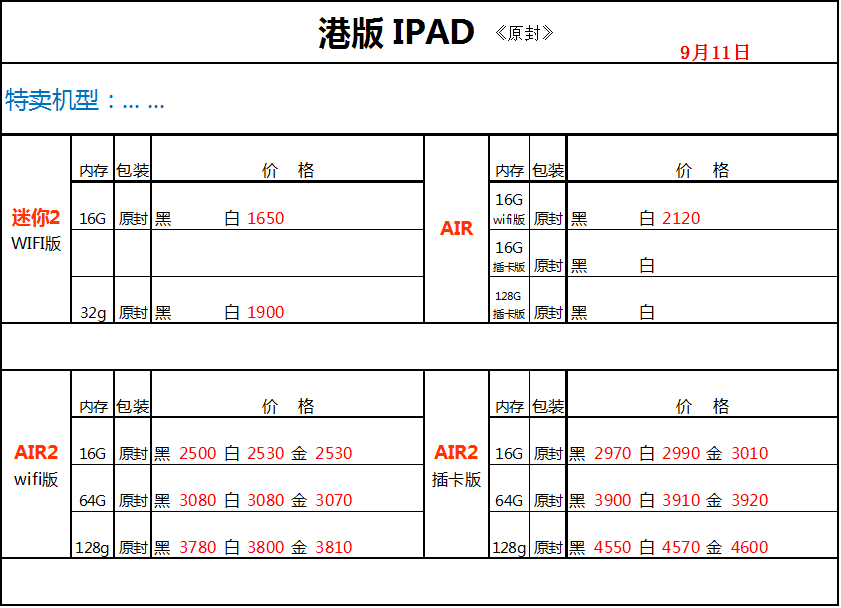 港版 IPAD 《原封》
9月11日
特卖机型：... ...
内存 包装 价 格 内存 包装 价 格
迷你2
WIFI版
16G 原封 黑 白 1650
32g 原封 黑 白 1900
AIR
16G
wifi版 原封 黑 白 2120
16G
插卡版 原封 黑 白
128G
插卡版 原封 黑 白
内存 包装 价 格 内存 包装 价 格
AIR2
wifi版
16G 原封 黑 2500 白 2530 金 2530
64G 原封 黑 3080 白 3080 金 3070
128g 原封 黑 3780 白 3800 金 3810
AIR2
插卡版
16G 原封 黑 2970 白 2990 金 3010
64G 原封 黑 3900 白 3910 金 3920
128g 原封 黑 4550 白 4570 金 4600